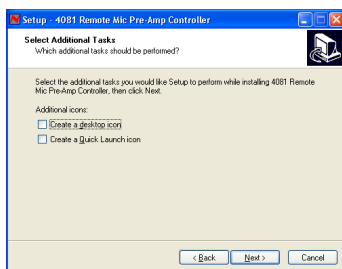 Setup - 4081 Remote Mic Pre-Amp Controller
Select Additional Tasks
Which additional tasks should be performed?
Select the additional tasks you would like Setup to perform while installing 4081 Remote
Mic Pre-Amp Controller, then click Next.
Additional icons:
Create a desktop icon
Create a Quick Launch icon
< Back Next > Cancel